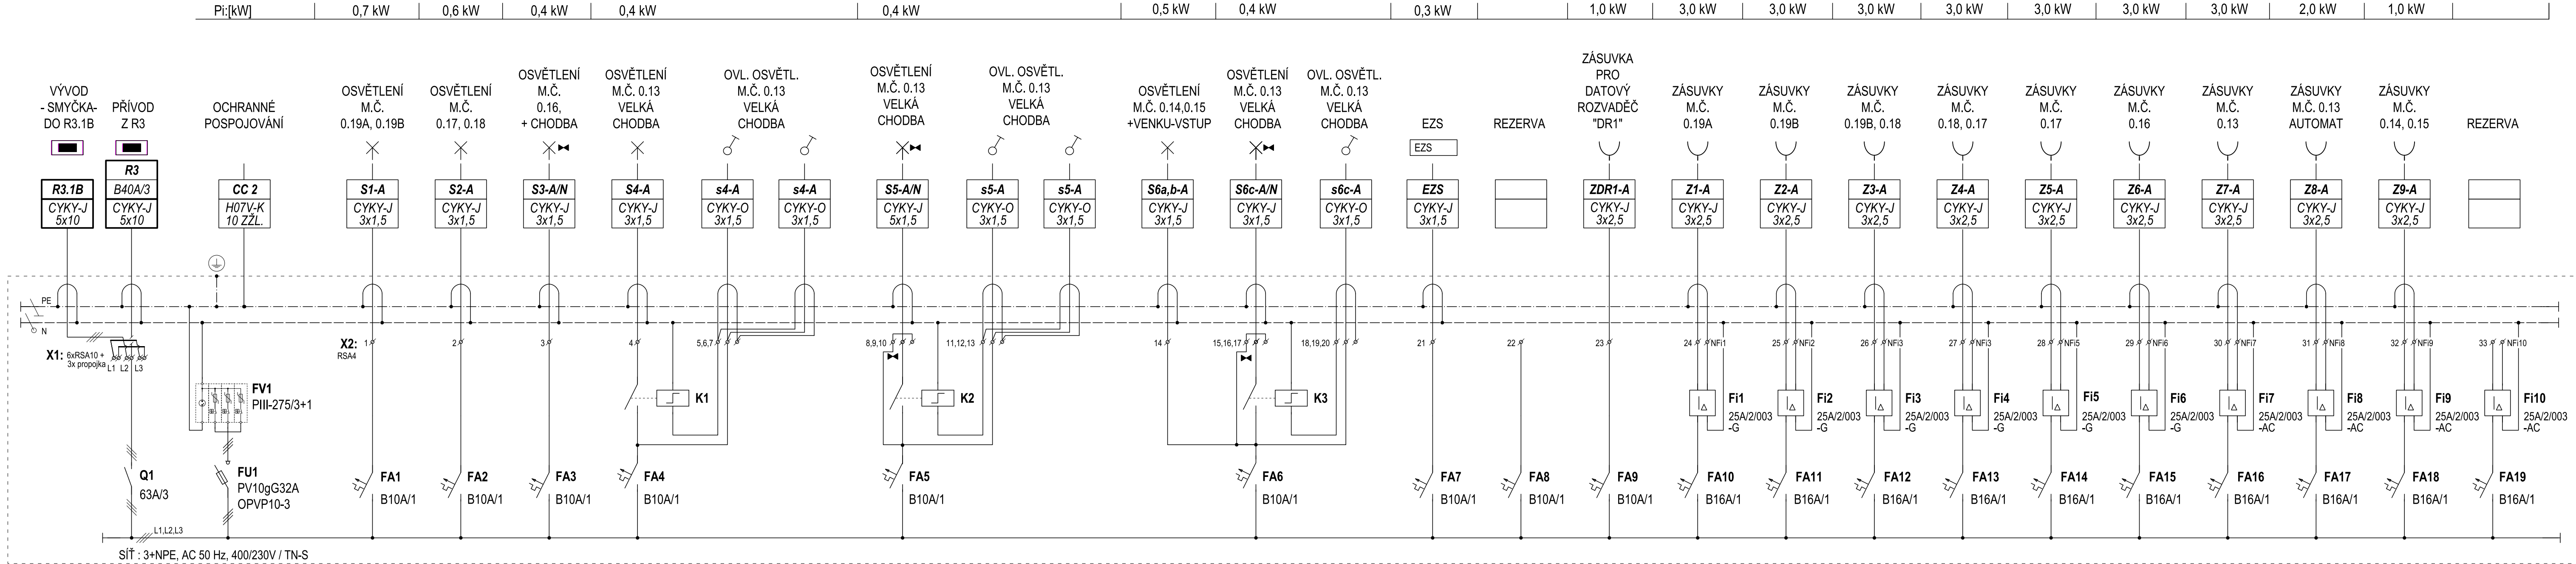 Pi:[kW] 0,7 kW 0,6 kW 0,4 kW 0,4 kW 0,4 kW 0,5 kW 0,4 kW 0,3 kW 1,0 kW 3,0 kW 3,0 kW 3,0 kW 3,0 kW 3,0 kW 3,0 kW 3,0 kW 2,0 kW 1,0 kW
VÝVOD
- SMYČKA-
DO R3.1B
PŘÍVOD
Z R3
OCHRANNÉ
POSPOJOVÁNÍ
OSVĚTLENÍ
M.Č.
0.19A, 0.19B
OSVĚTLENÍ
M.Č.
0.17, 0.18
OSVĚTLENÍ
M.Č.
0.16,
+ CHODBA
OSVĚTLENÍ
M.Č. 0.13
VELKÁ
CHODBA
OVL. OSVĚTL.
M.Č. 0.13
VELKÁ
CHODBA
OSVĚTLENÍ
M.Č. 0.13
VELKÁ
CHODBA
OVL. OSVĚTL.
M.Č. 0.13
VELKÁ
CHODBA
OSVĚTLENÍ
M.Č. 0.14,0.15
+VENKU-VSTUP
OSVĚTLENÍ
M.Č. 0.13
VELKÁ
CHODBA
OVL. OSVĚTL.
M.Č. 0.13
VELKÁ
CHODBA
EZS
REZERVA
ZÁSUVKA
PRO
DATOVÝ
ROZVADĚČ
"DR1"
ZÁSUVKY
M.Č.
0.19A
ZÁSUVKY
M.Č.
0.19B
ZÁSUVKY
M.Č.
0.19B, 0.18
ZÁSUVKY
M.Č.
0.18, 0.17
ZÁSUVKY
M.Č.
0.17
ZÁSUVKY
M.Č.
0.16
ZÁSUVKY
M.Č.
0.13
ZÁSUVKY
M.Č. 0.13
AUTOMAT
ZÁSUVKY
M.Č.
0.14, 0.15
REZERVA
EZS
R3.1B
CYKY-J
5x10
R3
B40A/3
CYKY-J
5x10
CC 2
H07V-K
10 ZŽL.
S1-A
CYKY-J
3x1,5
S2-A
CYKY-J
3x1,5
S3-A/N
CYKY-J
3x1,5
S4-A
CYKY-J
3x1,5
s4-A
CYKY-O
3x1,5
s4-A
CYKY-O
3x1,5
S5-A/N
CYKY-J
5x1,5
s5-A
CYKY-O
3x1,5
s5-A
CYKY-O
3x1,5
S6a,b-A
CYKY-J
3x1,5
S6c-A/N
CYKY-J
3x1,5
s6c-A
CYKY-O
3x1,5
EZS
CYKY-J
3x1,5
ZDR1-A
CYKY-J
3x2,5
Z1-A
CYKY-J
3x2,5
Z2-A
CYKY-J
3x2,5
Z3-A
CYKY-J
3x2,5
Z4-A
CYKY-J
3x2,5
Z5-A
CYKY-J
3x2,5
Z6-A
CYKY-J
3x2,5
Z7-A
CYKY-J
3x2,5
Z8-A
CYKY-J
3x2,5
Z9-A
CYKY-J
3x2,5
PE
N
X1: 6xRSA10 +
3x propojka
L1 L2 L3
X2:
RSA4
1 2 3 4 5,6,7 8,9,10 11,12,13 14 15,16,17 18,19,20 21 22 23 24 NFi1 25 NFi2 26 NFi3 27 NFi3 28 NFi5 29 NFi6 30 NFi7 31 NFi8 32 NFi9 33 NFi10
FV1
PIII-275/3+1
K1
K2
K3
Fi1
25A/2/003
-G
Fi2
25A/2/003
-G
Fi3
25A/2/003
-G
Fi4
25A/2/003
-G
Fi5
25A/2/003
-G
Fi6
25A/2/003
-G
Fi7
25A/2/003
-AC
Fi8
25A/2/003
-AC
Fi9
25A/2/003
-AC
Fi10
25A/2/003
-AC
Q1
63A/3
FU1
PV10gG32A
OPVP10-3
FA1
B10A/1
FA2
B10A/1
FA3
B10A/1
FA4
B10A/1
FA5
B10A/1
FA6
B10A/1
FA7
B10A/1
FA8
B10A/1
FA9
B10A/1
FA10
B16A/1
FA11
B16A/1
FA12
B16A/1
FA13
B16A/1
FA14
B16A/1
FA15
B16A/1
FA16
B16A/1
FA17
B16A/1
FA18
B16A/1
FA19
B16A/1
L1,L2,L3
SÍŤ : 3+NPE, AC 50 Hz, 400/230V / TN-S